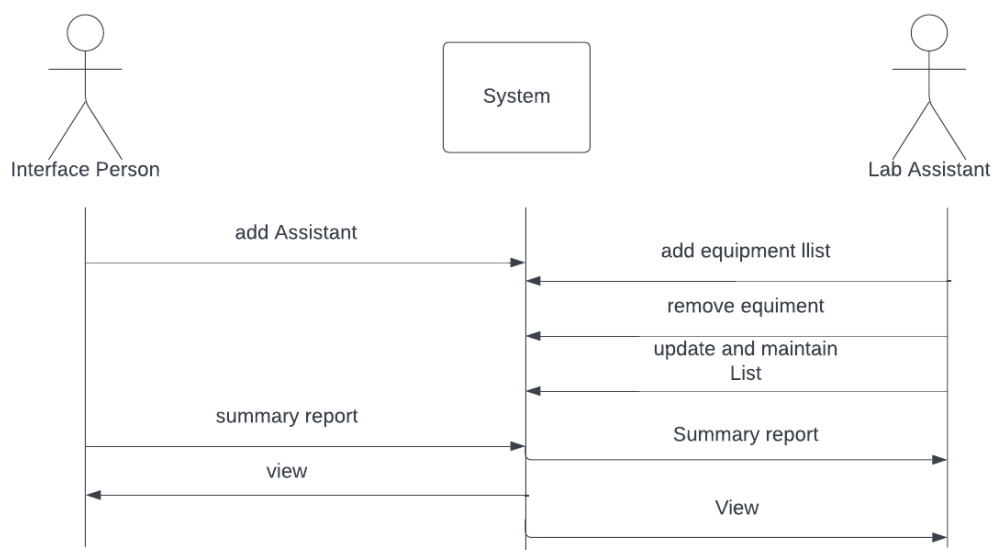 System
Interface Person
Lab Assistant
add Assistant
add equipment llist
remove equiment
update and maintain
List
summary report
Summary report
view
View